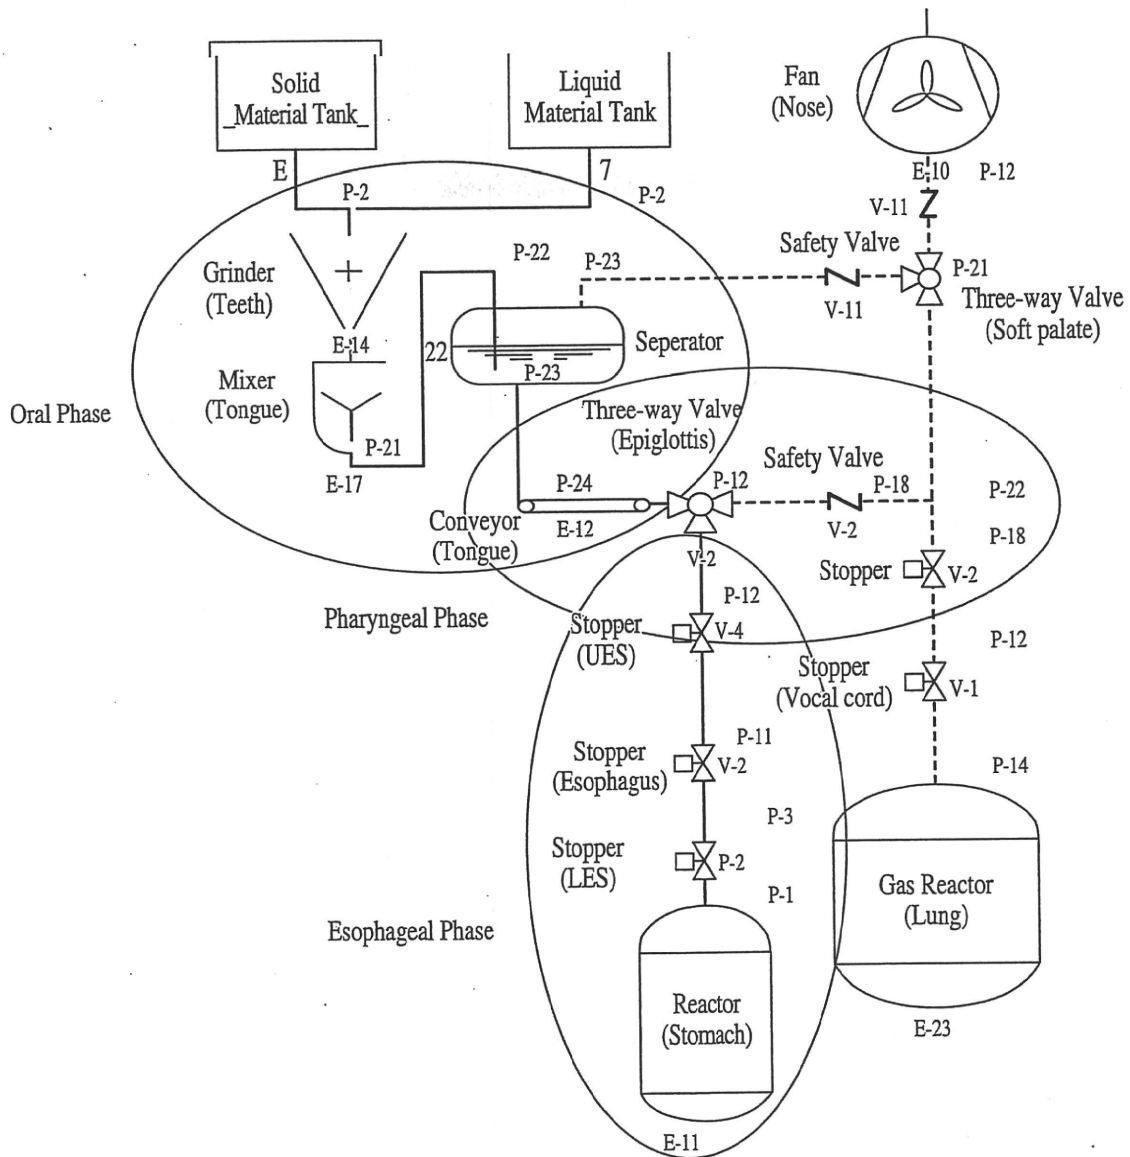 Solid
_Material Tank_
Liquid
Material Tank
Fan
(Nose)
E
7
E-10
P-12
P-2
P-2
V-11
Safety Valve
P-22
P-23
Grinder
(Teeth)
P-21
Three-way Valve
(Soft palate)
V-11
E-14
22
Seperator
P-23
Mixer
(Tongue)
Oral Phase
Three-way Valve
(Epiglottis)
P-21
E-17
Safety Valve
P-24
P-12
P-18
P-22
Conveyor
(Tongue)
E-12
V-2
P-18
V-2
Stopper
V-2
Pharyngeal Phase
P-12
Stopper
(UES)
V-4
P-12
Stopper
(Vocal cord)
V-1
P-11
Stopper
(Esophagus)
V-2
P-14
P-3
Stopper
(LES)
P-2
P-1
Gas Reactor
(Lung)
Esophageal Phase
Reactor
(Stomach)
E-23
E-11